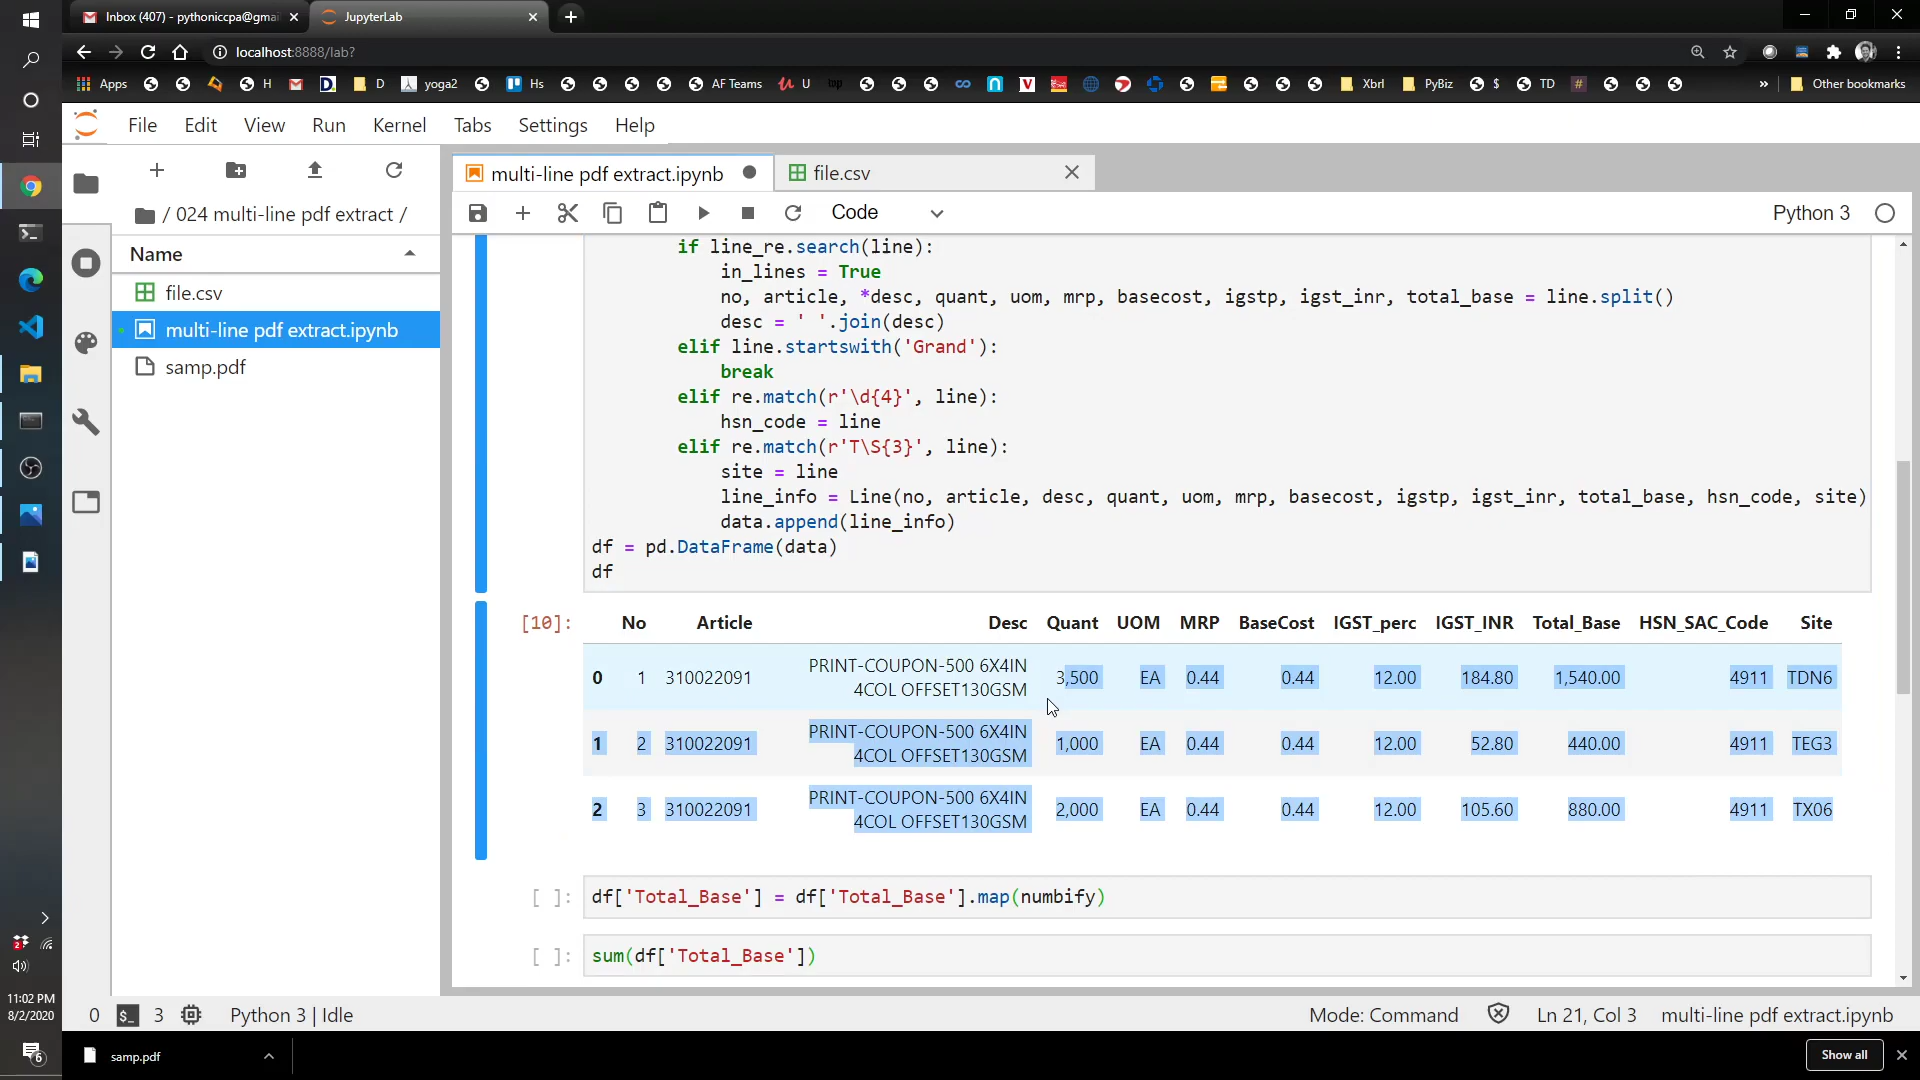 Inbox (407) - pythoniccpa@gmai
JupyterLab
localhost:8888/lab?
Apps
H
D
yoga2
Hs
AF Teams
U
Xbrl
PyBiz
$
TD
#
»
Other bookmarks
File Edit View Run Kernel Tabs Settings Help
/ 024 multi-line pdf extract /
Name
file.csv
multi-line pdf extract.ipynb
samp.pdf
multi-line pdf extract.ipynb
file.csv
Code
Python 3
if line_re.search(line):
in_lines = True
no, article, *desc, quant, uom, mrp, basecost, igstp, igst_inr, total_base = line.split()
desc = ' '.join(desc)
elif line.startswith('Grand'):
break
elif re.match(r'\d{4}', line):
hsn_code = line
elif re.match(r'T\S{3}', line):
site = line
line_info = Line(no, article, desc, quant, uom, mrp, basecost, igstp, igst_inr, total_base, hsn_code, site)
data.append(line_info)
df = pd.DataFrame(data)
df
[10]: No Article Desc Quant UOM MRP BaseCost IGST_perc IGST_INR Total_Base HSN_SAC_Code Site
0 1 310022091 PRINT-COUPON-500 6X4IN 4COL OFFSET130GSM 3,500 EA 0.44 0.44 12.00 184.80 1,540.00 4911 TDN6
1 2 310022091 PRINT-COUPON-500 6X4IN 4COL OFFSET130GSM 1,000 EA 0.44 0.44 12.00 52.80 440.00 4911 TEG3
2 3 310022091 PRINT-COUPON-500 6X4IN 4COL OFFSET130GSM 2,000 EA 0.44 0.44 12.00 105.60 880.00 4911 TX06
[ ]: df['Total_Base'] = df['Total_Base'].map(numbify)
[ ]: sum(df['Total_Base'])
0 $_ 3 Python 3 | Idle
Mode: Command Ln 21, Col 3 multi-line pdf extract.ipynb
11:02 PM
8/2/2020
2
6
samp.pdf
Show all